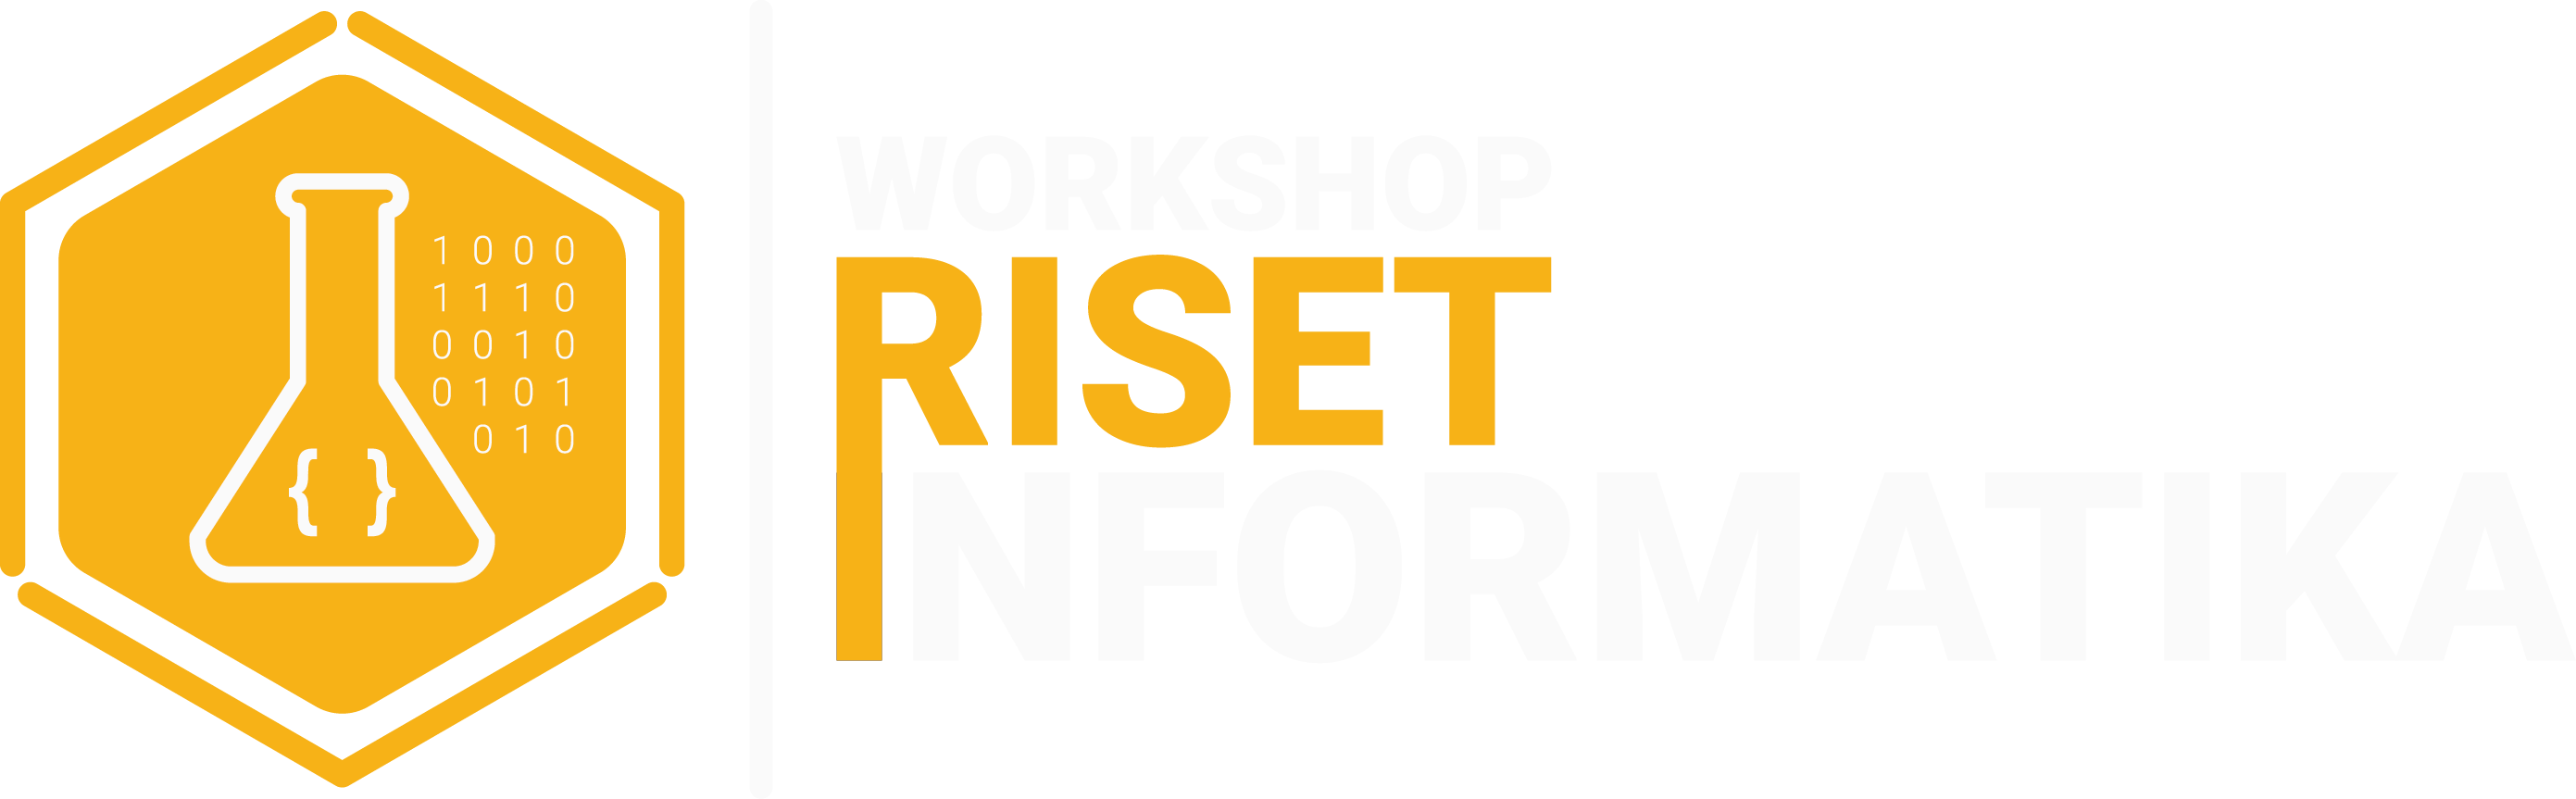 1 0 0 0
1 1 1 0
0 0 1 0
0 1 0 1
0 1 0
{ }
WORKSHOP
RISET
INFORMATIKA